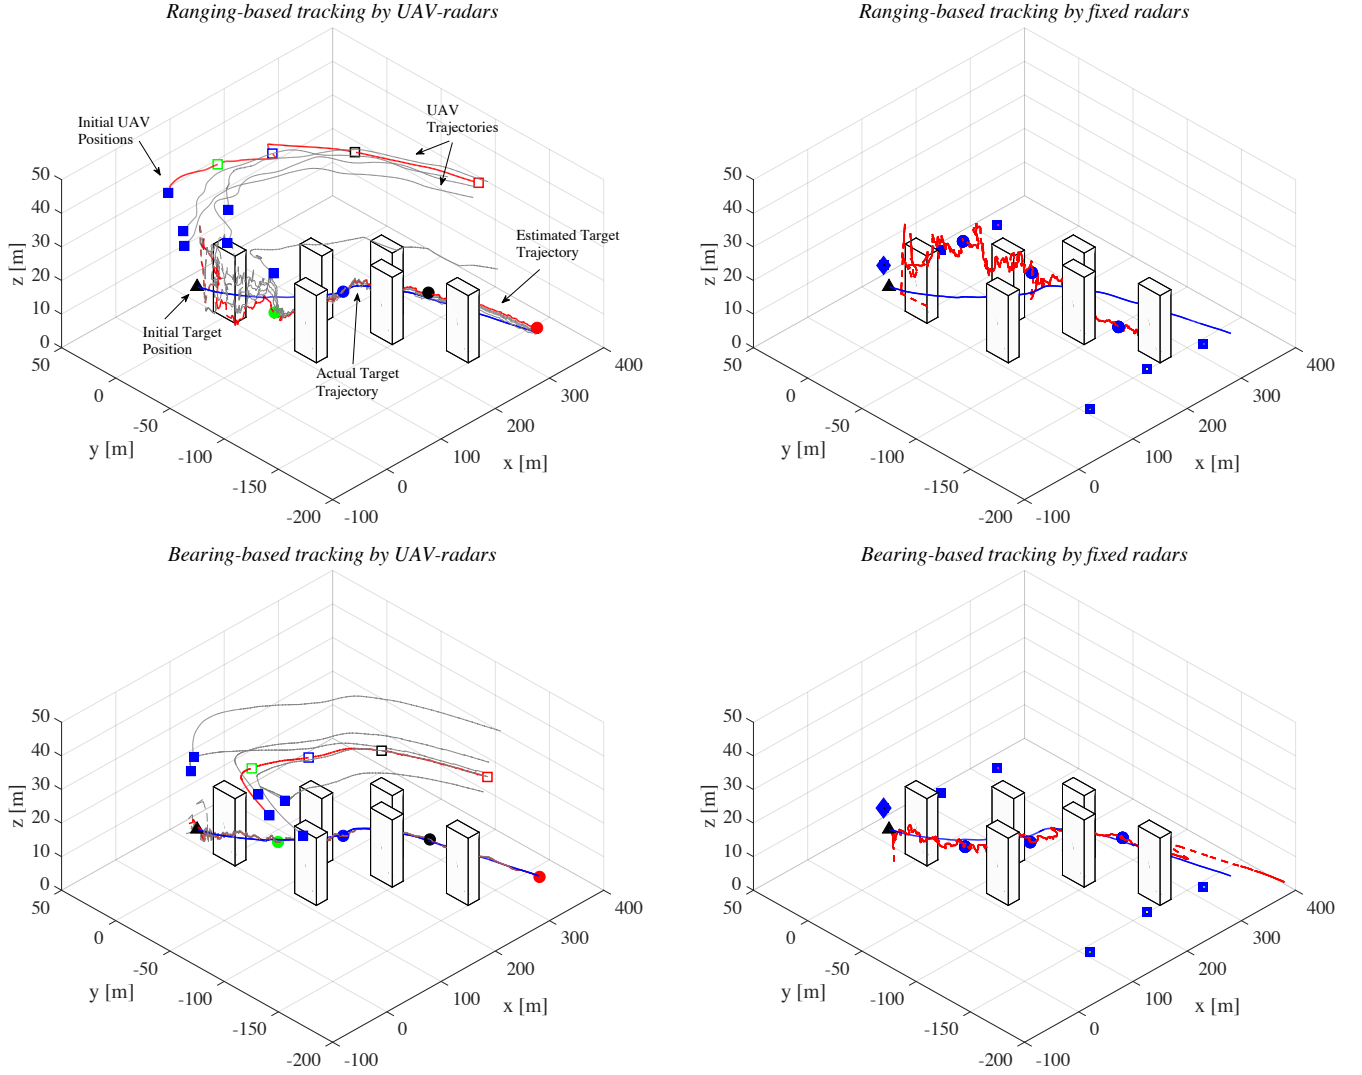 Ranging-based tracking by UAV-radars
Initial UAV
Positions
UAV
Trajectories
Estimated Target
Trajectory
Initial Target
Position
Actual Target
Trajectory
z [m]
50
40
30
20
10
0
50
0
-50
-100
-150
-200
y [m]
-100
0
100
200
300
400
x [m]
Ranging-based tracking by fixed radars
z [m]
50
40
30
20
10
0
50
0
-50
-100
-150
-200
y [m]
-100
0
100
200
300
400
x [m]
Bearing-based tracking by UAV-radars
z [m]
50
40
30
20
10
0
50
0
-50
-100
-150
-200
y [m]
-100
0
100
200
300
400
x [m]
Bearing-based tracking by fixed radars
z [m]
50
40
30
20
10
0
50
0
-50
-100
-150
-200
y [m]
-100
0
100
200
300
400
x [m]